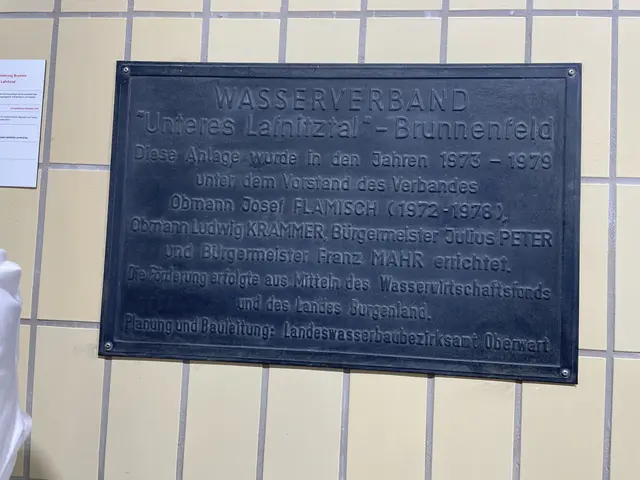 WASSERVERBAND
"Unteres Lafnitztal" - Brunnenfeld
Diese Anlage wurde in den Jahren 1973 - 1979
unter dem Vorstand des Verbandes
Obmann Josef FLAMISCH (1972-1978),
Obmann Ludwig KRAMMER, Bürgermeister Julius PETER
und Bürgermeister Franz MAHR errichtet.
Die Förderung erfolgte aus Mitteln des Wasserwirtschaftsfonds
und des Landes Burgenland.
Planung und Bauleitung: Landeswasserbaubezirksamt Oberwart